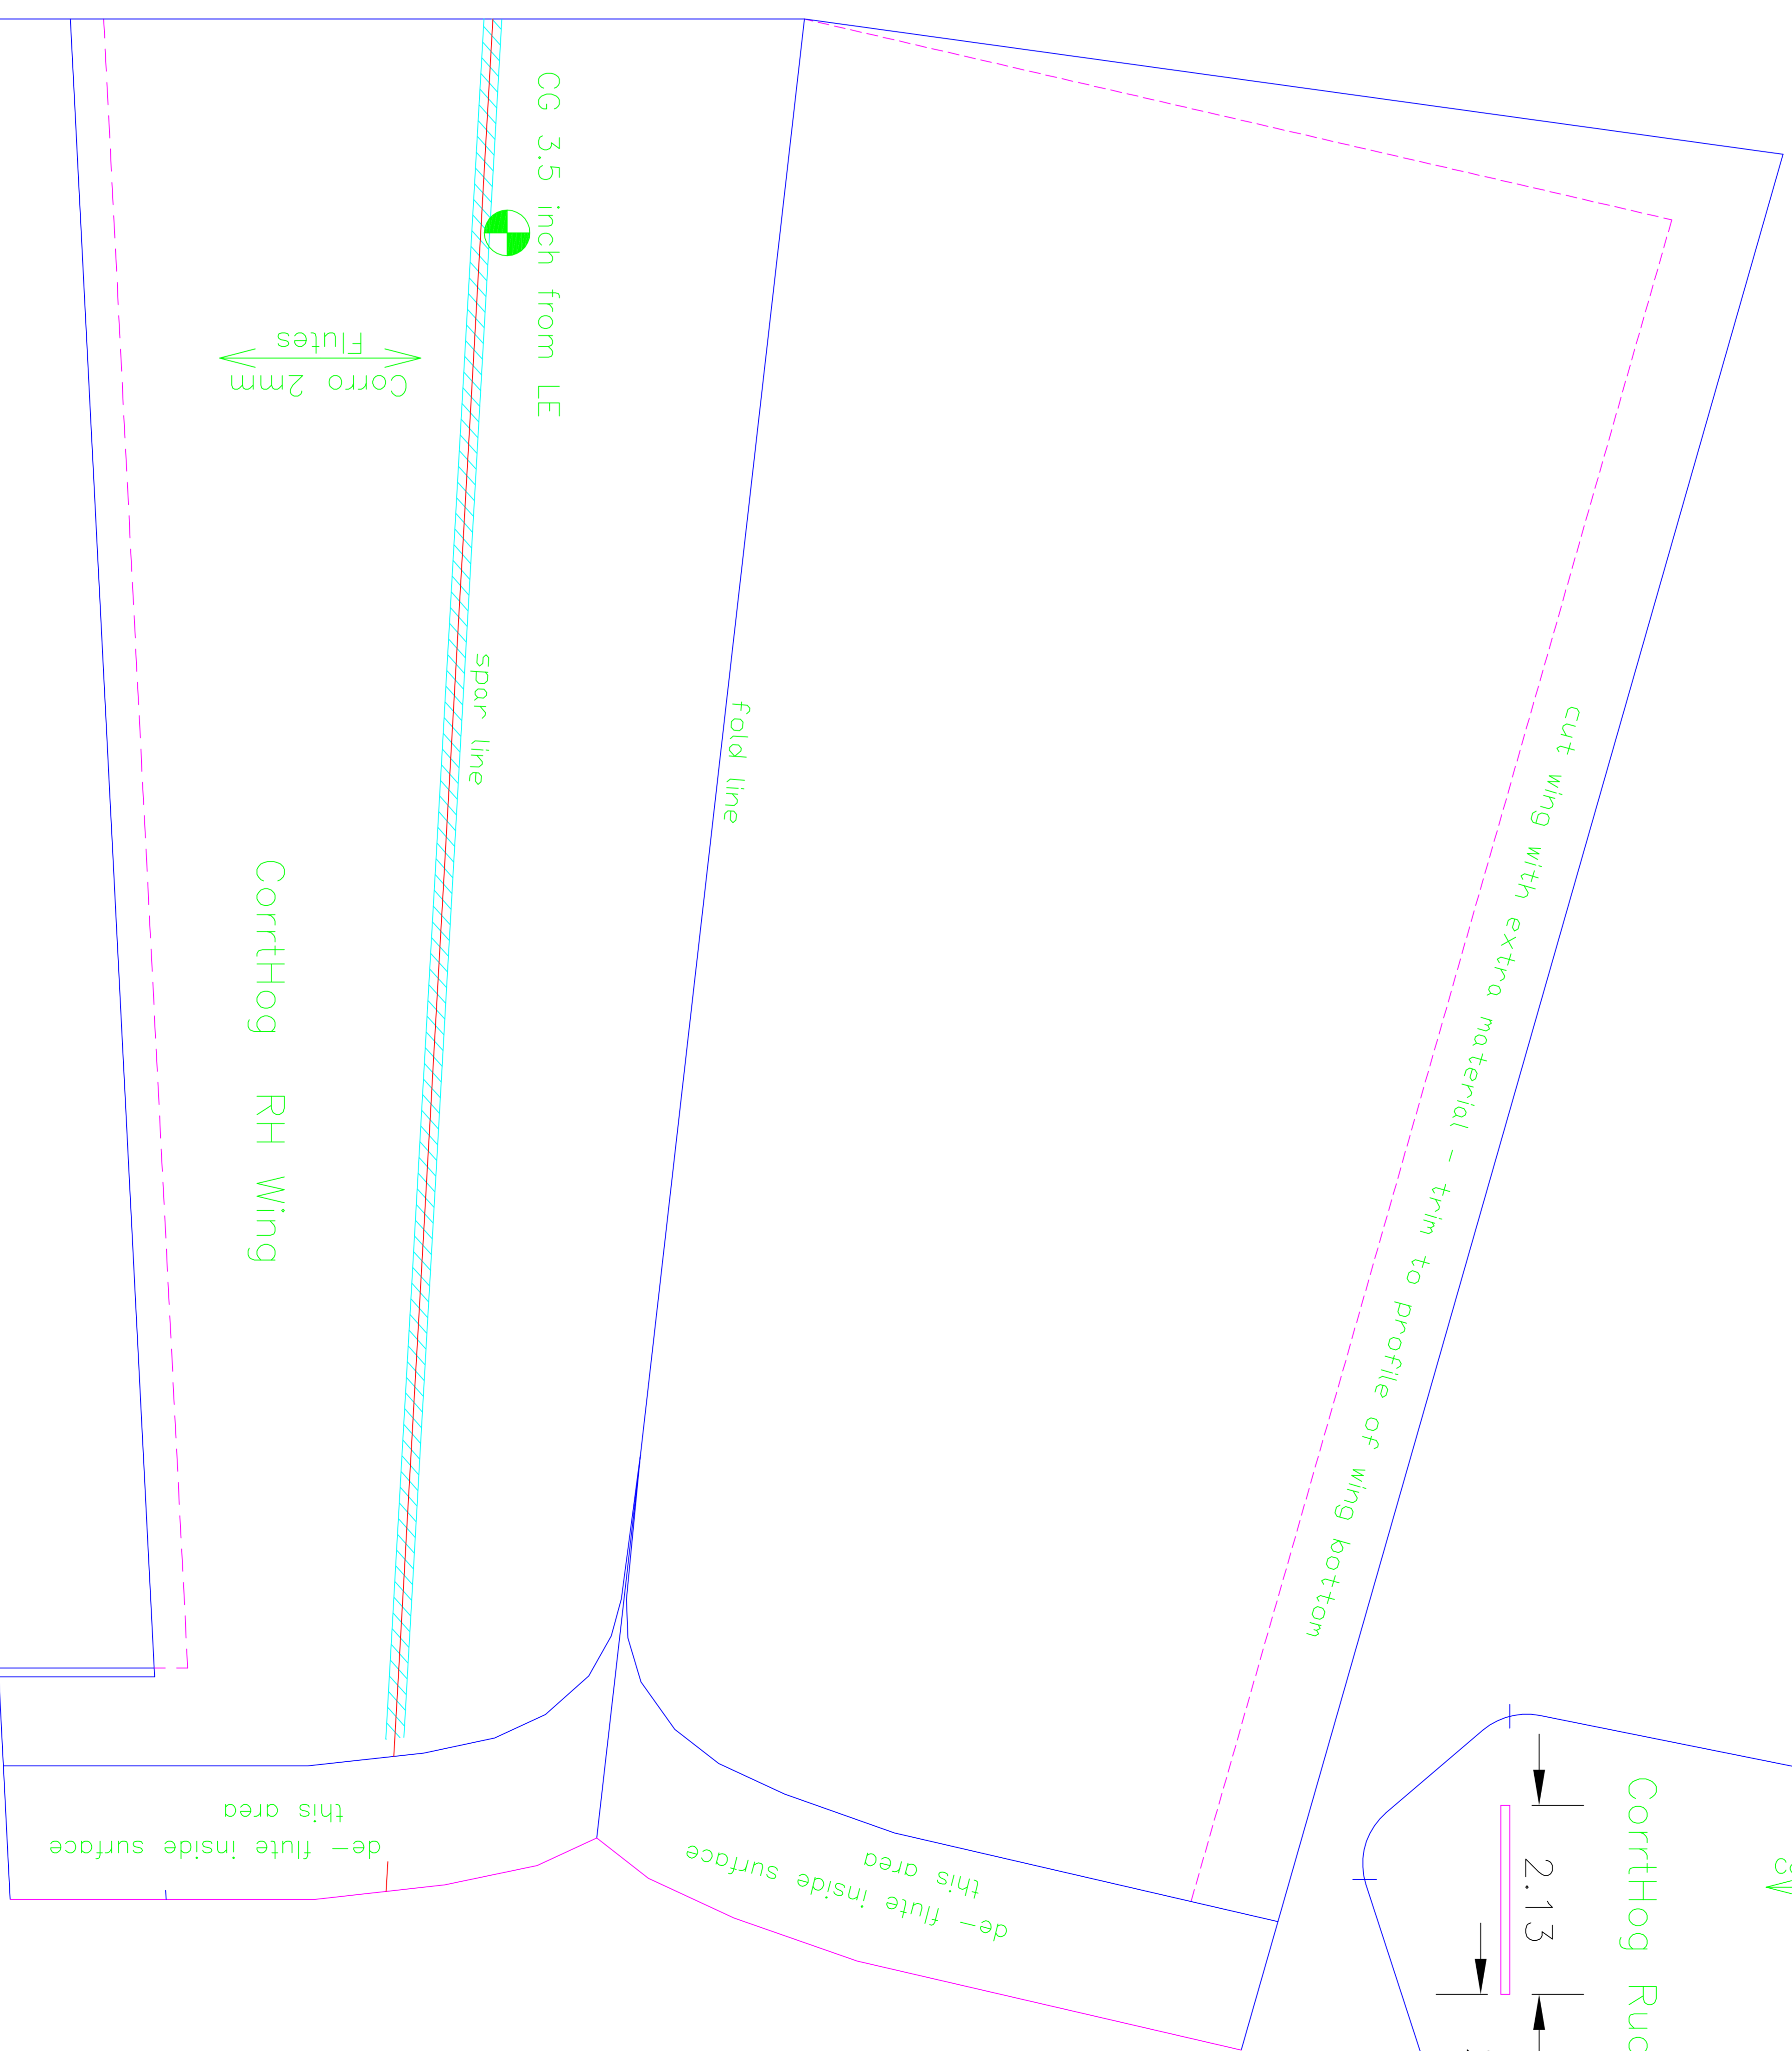 CG 3.5 inch from LE
Flutes
Corro 2mm
spar line
fold line
cut wing with extra material - trim to profile of wing bottom
CorrtHog RH Wing
de-flute inside surface
this area
de-flute inside surface
this area
2.13
CorrtHog Ruc